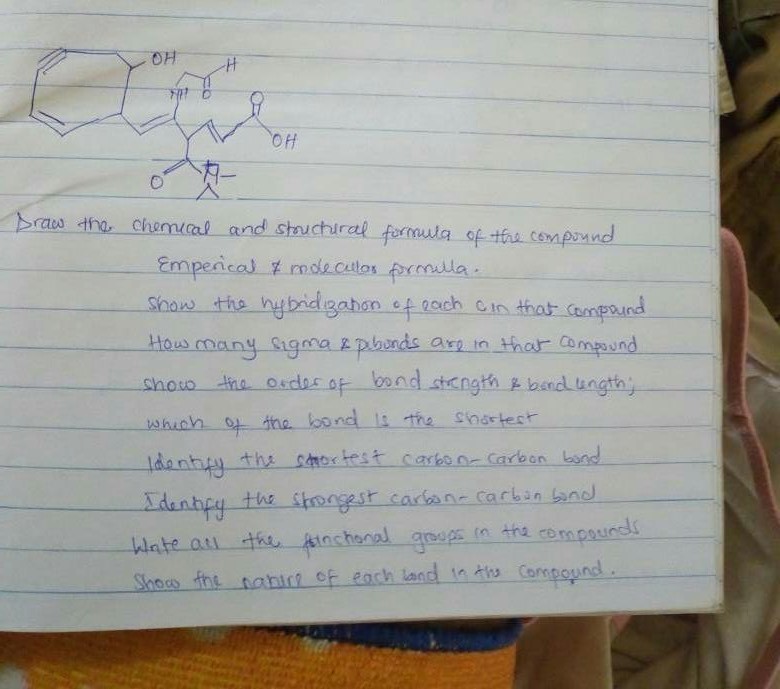 OH
H
NH
O
O
OH
O
N
Draw the chemical and structural formula of the compound
Emperical & molecular formula.
Show the hybridization of each C in that compound
How many sigma & pi bonds are in that compound
show the order of bond strength & bond length;
which of the bond is the shortest
Identify the shortest carbon-carbon bond
Identify the strongest carbon-carbon bond
Write all the functional groups in the compounds
Show the nature of each bond in the compound.